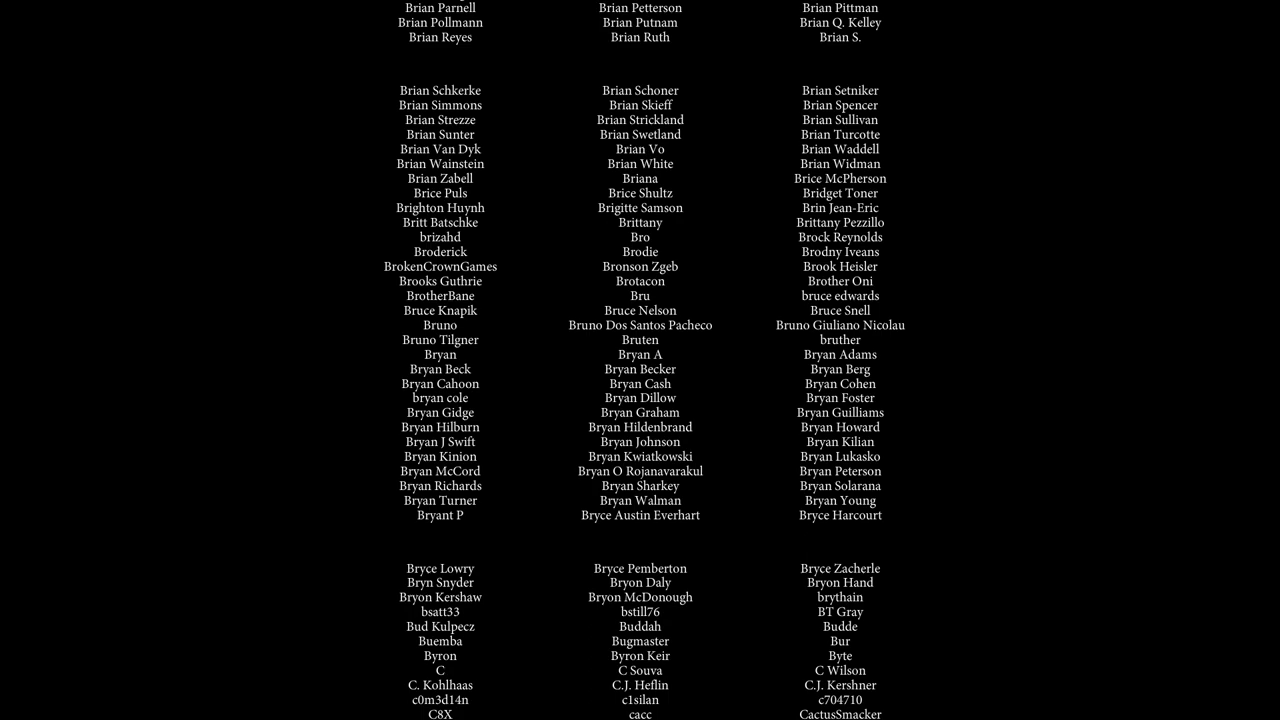 Brian Parnell Brian Petterson Brian Pittman
Brian Pollmann Brian Putnam Brian Q. Kelley
Brian Reyes Brian Ruth Brian S.
Brian Schkerke Brian Schoner Brian Setniker
Brian Simmons Brian Skieff Brian Spencer
Brian Strezze Brian Strickland Brian Sullivan
Brian Sunter Brian Swetland Brian Turcotte
Brian Van Dyk Brian Vo Brian Waddell
Brian Wainstein Brian White Brian Widman
Brian Zabell Briana Brice McPherson
Brice Puls Brice Shultz Bridget Toner
Brighton Huynh Brigitte Samson Brin Jean-Eric
Britt Batschke Brittany Brittany Pezzillo
brizahd Bro Brock Reynolds
Broderick Brodie Brodny Iveans
BrokenCrownGames Bronson Zgeb Brook Heisler
Brooks Guthrie Brotacon Brother Oni
BrotherBane Bru bruce edwards
Bruce Knapik Bruce Nelson Bruce Snell
Bruno Bruno Dos Santos Pacheco Bruno Giuliano Nicolau
Bruno Tilgner Bruten bruther
Bryan Bryan A Bryan Adams
Bryan Beck Bryan Becker Bryan Berg
Bryan Cahoon Bryan Cash Bryan Cohen
bryan cole Bryan Dillow Bryan Foster
Bryan Gidge Bryan Graham Bryan Guilliams
Bryan Hilburn Bryan Hildenbrand Bryan Howard
Bryan J Swift Bryan Johnson Bryan Kilian
Bryan Kinion Bryan Kwiatkowski Bryan Lukasko
Bryan McCord Bryan O Rojanavarakul Bryan Peterson
Bryan Richards Bryan Sharkey Bryan Solarana
Bryan Turner Bryan Walman Bryan Young
Bryant P Bryce Austin Everhart Bryce Harcourt
Bryce Lowry Bryce Pemberton Bryce Zacherle
Bryn Snyder Bryon Daly Bryon Hand
Bryon Kershaw Bryon McDonough brythain
bsatt33 bstill76 BT Gray
Bud Kulpecz Buddah Budde
Buemba Bugmaster Bur
Byron Byron Keir Byte
C C Souva C Wilson
C. Kohlhaas C.J. Heflin C.J. Kershner
c0m3d14n c1silan c704710
C8X cacc CactusSmacker